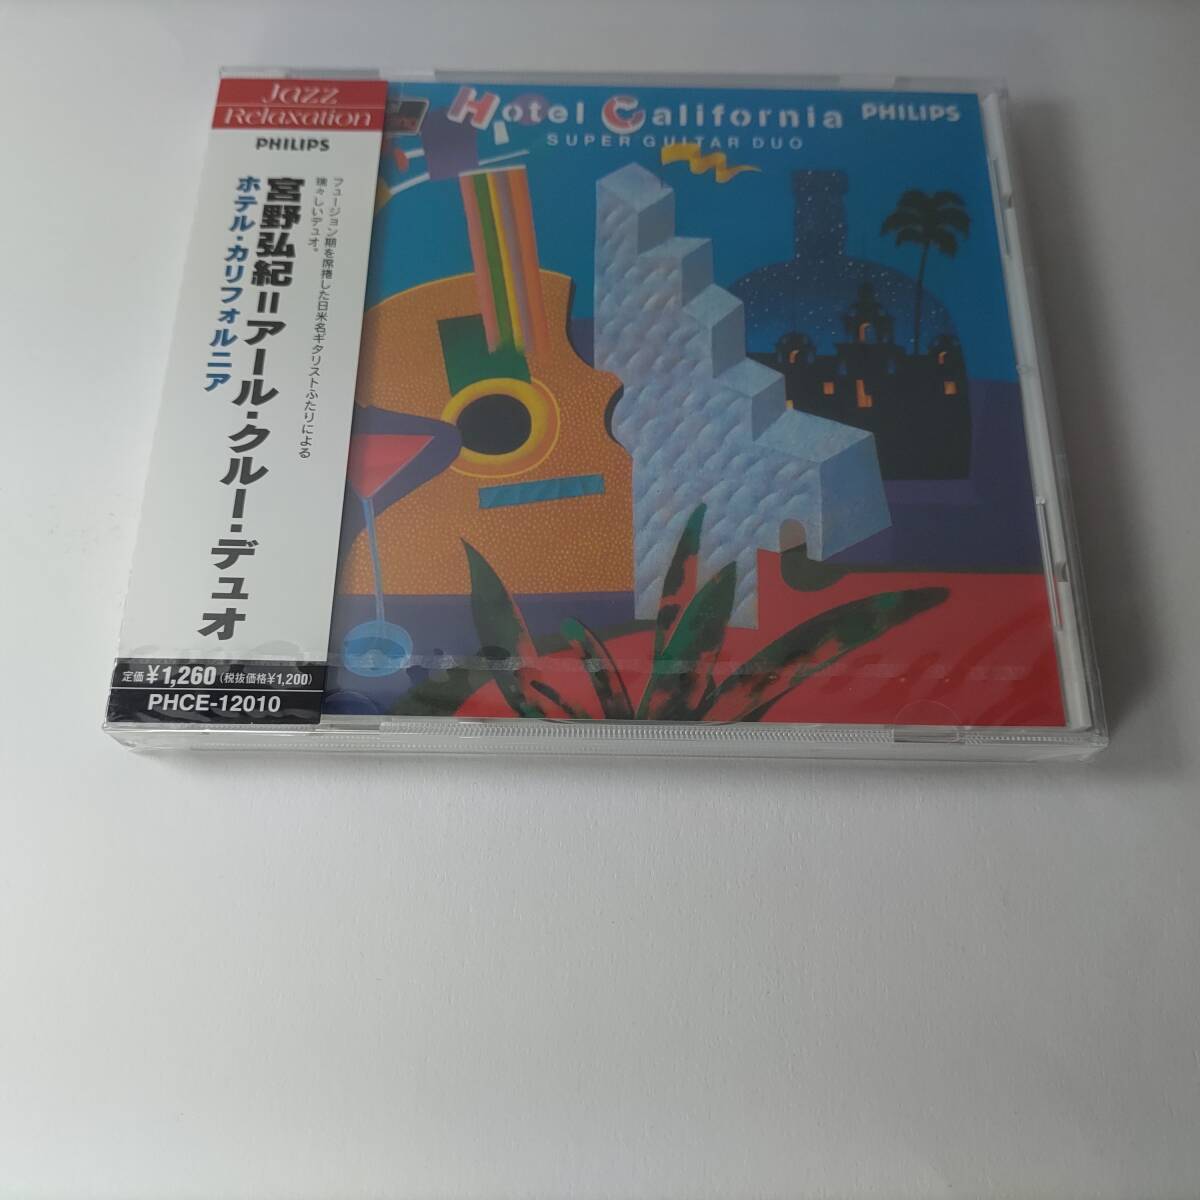 Jazz
Relaxation
PHILIPS
フュージョン期を席捲した日米名ギタリストふたりによる
瑞々しいデュオ。
宮野弘紀=アール・クルー・デュオ
ホテル・カリフォルニア
定価¥1,260(税抜価格¥1,200)
PHCE-12010
Hotel California
SUPER GUITAR DUO
PHILIPS